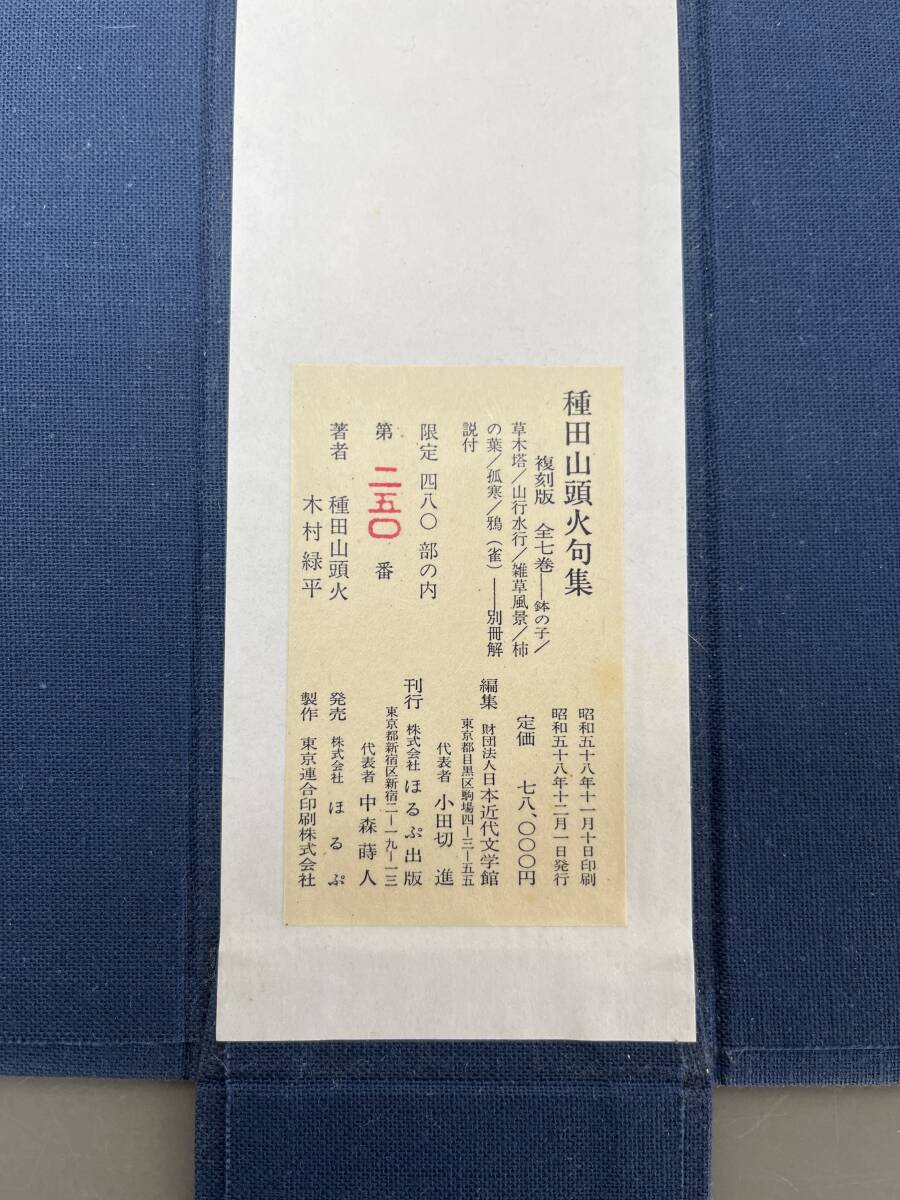 種田山頭火句集
複刻版 全七巻――鉢の子／
草木塔／山行水行／雑草風景／柿
の葉／孤寒／鴉（雀）――別冊解
説付
限定 四八〇 部の内
第 二五〇 番
著者 種田山頭火
木村緑平
昭和五十八年十一月十日印刷
昭和五十八年十二月一日発行
定価 七八、〇〇〇円
編集 財団法人日本近代文学館
東京都目黒区駒場四―三―五五
代表者 小田切 進
刊行 株式会社 ほるぷ出版
東京都新宿区新宿二―一九―一三
代表者 中森蒔人
発売 株式会社 ほるぷ
製作 東京連合印刷株式会社